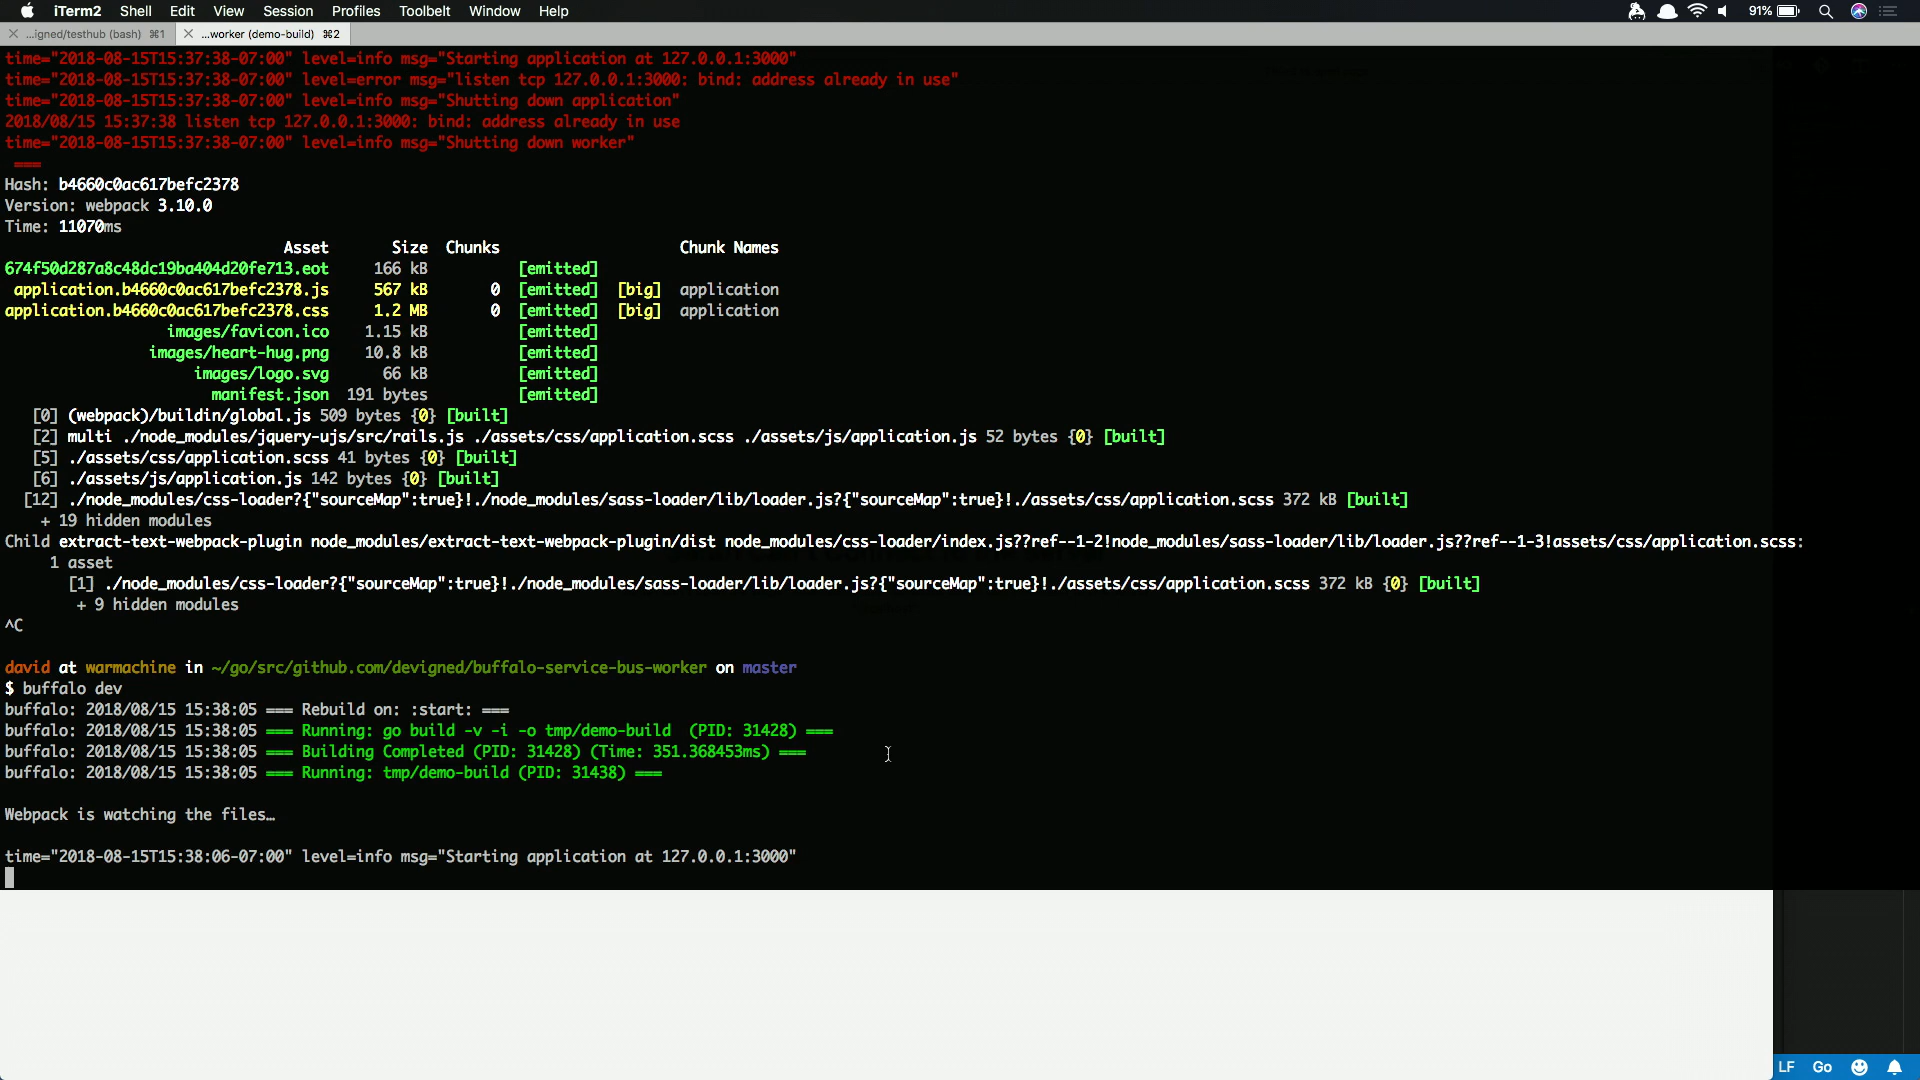 iTerm2 Shell Edit View Session Profiles Toolbelt Window Help 91%
...igned/testhub (bash) ⌘1 ...worker (demo-build) ⌘2
time="2018-08-15T15:37:38-07:00" level=info msg="Starting application at 127.0.0.1:3000"
time="2018-08-15T15:37:38-07:00" level=error msg="listen tcp 127.0.0.1:3000: bind: address already in use"
time="2018-08-15T15:37:38-07:00" level=info msg="Shutting down application"
2018/08/15 15:37:38 listen tcp 127.0.0.1:3000: bind: address already in use
time="2018-08-15T15:37:38-07:00" level=info msg="Shutting down worker"
===
Hash: b4660c0ac617befc2378
Version: webpack 3.10.0
Time: 11070ms
Asset Size Chunks Chunk Names
674f50d287a8c48dc19ba404d20fe713.eot 166 kB [emitted]
application.b4660c0ac617befc2378.js 567 kB 0 [emitted] [big] application
application.b4660c0ac617befc2378.css 1.2 MB 0 [emitted] [big] application
images/favicon.ico 1.15 kB [emitted]
images/heart-hug.png 10.8 kB [emitted]
images/logo.svg 66 kB [emitted]
manifest.json 191 bytes [emitted]
[0] (webpack)/buildin/global.js 509 bytes {0} [built]
[2] multi ./node_modules/jquery-ujs/src/rails.js ./assets/css/application.scss ./assets/js/application.js 52 bytes {0} [built]
[5] ./assets/css/application.scss 41 bytes {0} [built]
[6] ./assets/js/application.js 142 bytes {0} [built]
[12] ./node_modules/css-loader?{"sourceMap":true}!./node_modules/sass-loader/lib/loader.js?{"sourceMap":true}!./assets/css/application.scss 372 kB [built]
+ 19 hidden modules
Child extract-text-webpack-plugin node_modules/extract-text-webpack-plugin/dist node_modules/css-loader/index.js??ref--1-2!node_modules/sass-loader/lib/loader.js??ref--1-3!assets/css/application.scss:
1 asset
[1] ./node_modules/css-loader?{"sourceMap":true}!./node_modules/sass-loader/lib/loader.js?{"sourceMap":true}!./assets/css/application.scss 372 kB {0} [built]
+ 9 hidden modules
^C
david at warmachine in ~/go/src/github.com/devigned/buffalo-service-bus-worker on master
$ buffalo dev
buffalo: 2018/08/15 15:38:05 === Rebuild on: :start: ===
buffalo: 2018/08/15 15:38:05 === Running: go build -v -i -o tmp/demo-build (PID: 31428) ===
buffalo: 2018/08/15 15:38:05 === Building Completed (PID: 31428) (Time: 351.368453ms) ===
buffalo: 2018/08/15 15:38:05 === Running: tmp/demo-build (PID: 31438) ===
Webpack is watching the files…
time="2018-08-15T15:38:06-07:00" level=info msg="Starting application at 127.0.0.1:3000"
LF Go